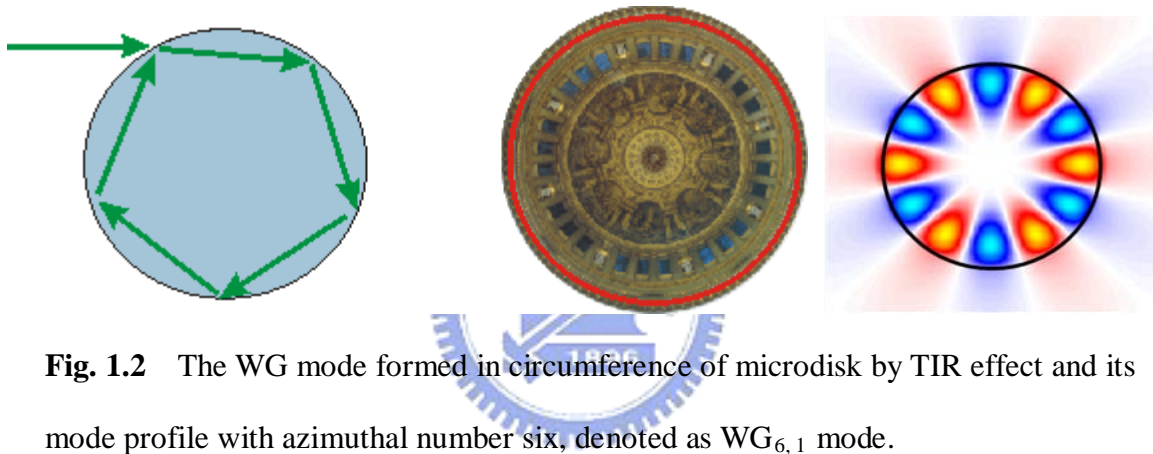 1896
Fig. 1.2 The WG mode formed in circumference of microdisk by TIR effect and its
mode profile with azimuthal number six, denoted as WG6, 1 mode.